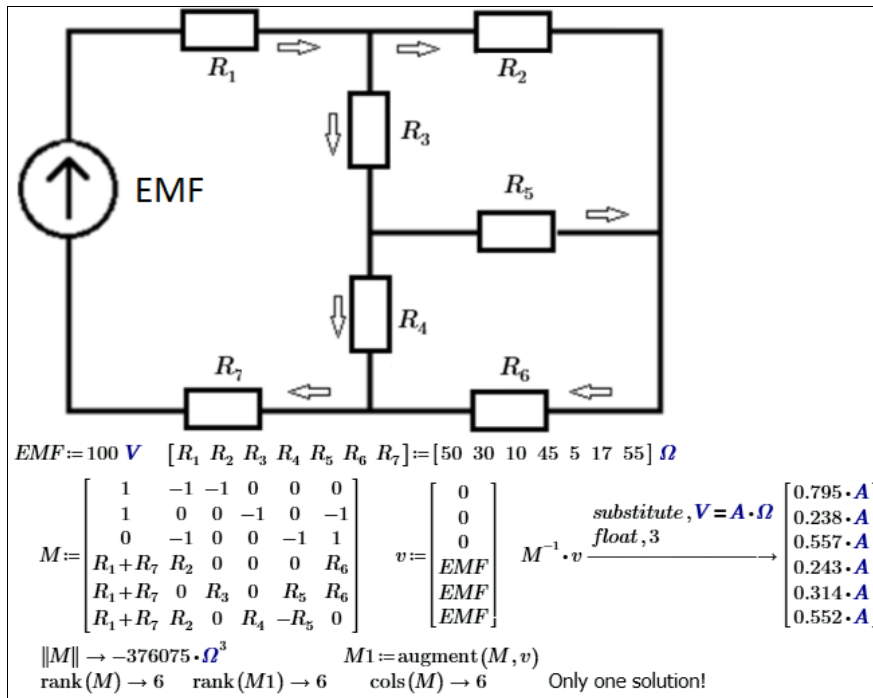 R₁
R₂
R₃
EMF
R₅
R₄
R₇
R₆
EMF:=100 V [R₁ R₂ R₃ R₄ R₅ R₆ R₇]:=[50 30 10 45 5 17 55] Ω
M:=
1 −1 −1 0 0 0
1 0 0 −1 0 −1
0 −1 0 0 −1 1
R₁+R₇ R₂ 0 0 0 R₆
R₁+R₇ 0 R₃ 0 R₅ R₆
R₁+R₇ R₂ 0 R₄ −R₅ 0
v:=
0
0
0
EMF
EMF
EMF
M⁻¹·v
substitute,V=A·Ω
float,3
0.795·A
0.238·A
0.557·A
0.243·A
0.314·A
0.552·A
‖M‖ → −376075·Ω³ M1:=augment(M,v)
rank(M) → 6 rank(M1) → 6 cols(M) → 6 Only one solution!